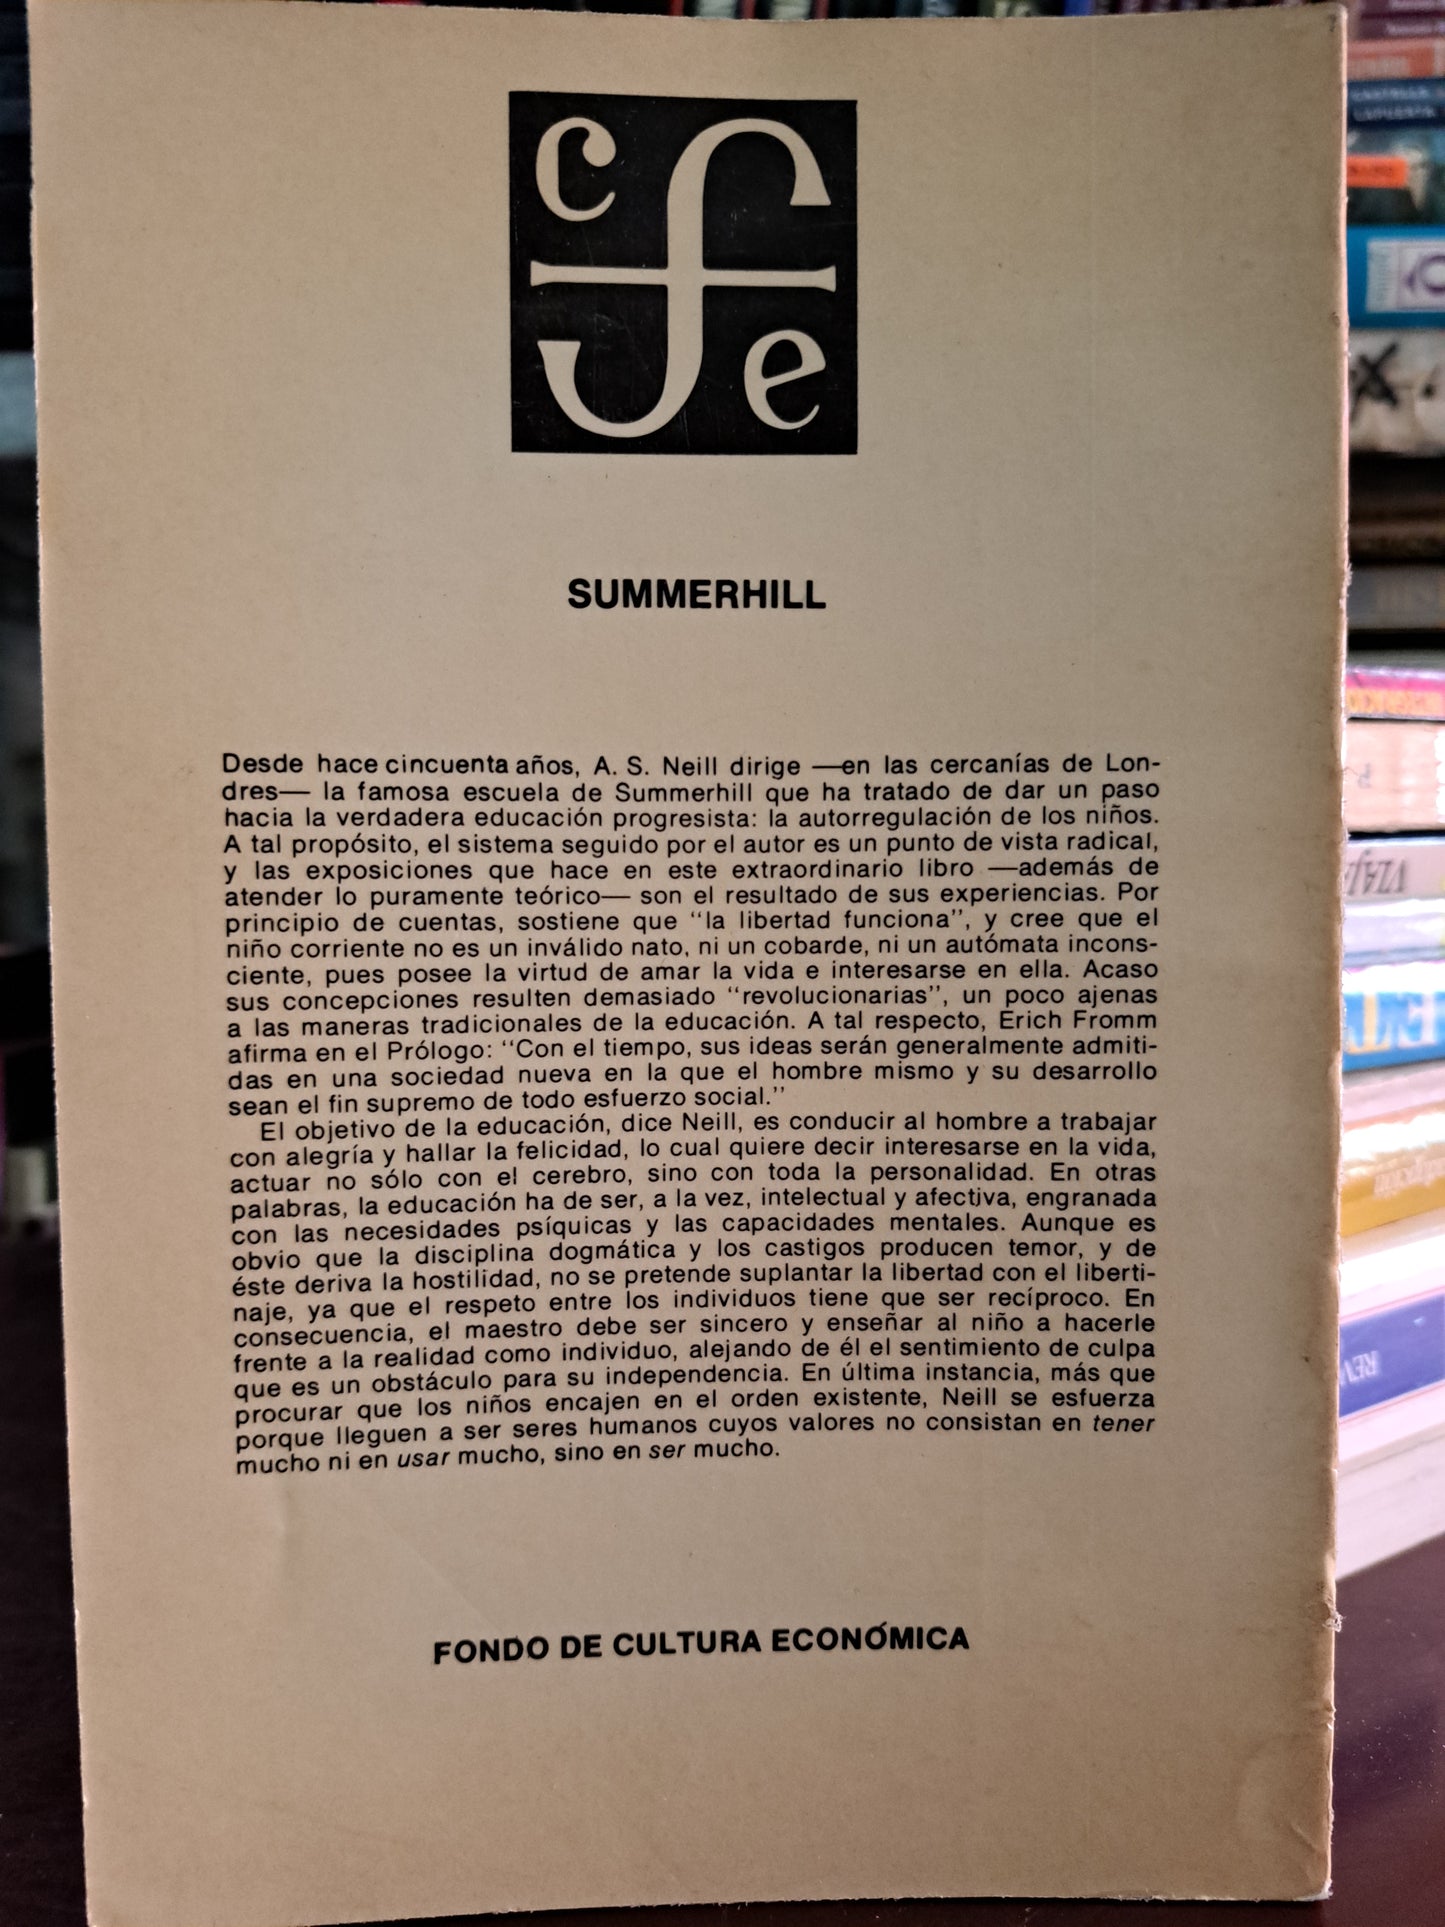 c
f
e
SUMMERHILL
Desde hace cincuenta años, A. S. Neill dirige —en las cercanías de Lon-
dres— la famosa escuela de Summerhill que ha tratado de dar un paso
hacia la verdadera educación progresista: la autorregulación de los niños.
A tal propósito, el sistema seguido por el autor es un punto de vista radical,
y las exposiciones que hace en este extraordinario libro —además de
atender lo puramente teórico— son el resultado de sus experiencias. Por
principio de cuentas, sostiene que “la libertad funciona”, y cree que el
niño corriente no es un inválido nato, ni un cobarde, ni un autómata incons-
ciente, pues posee la virtud de amar la vida e interesarse en ella. Acaso
sus concepciones resulten demasiado “revolucionarias”, un poco ajenas
a las maneras tradicionales de la educación. A tal respecto, Erich Fromm
afirma en el Prólogo: “Con el tiempo, sus ideas serán generalmente admiti-
das en una sociedad nueva en la que el hombre mismo y su desarrollo
sean el fin supremo de todo esfuerzo social.”
El objetivo de la educación, dice Neill, es conducir al hombre a trabajar
con alegría y hallar la felicidad, lo cual quiere decir interesarse en la vida,
actuar no sólo con el cerebro, sino con toda la personalidad. En otras
palabras, la educación ha de ser, a la vez, intelectual y afectiva, engranada
con las necesidades psíquicas y las capacidades mentales. Aunque es
obvio que la disciplina dogmática y los castigos producen temor, y de
éste deriva la hostilidad, no se pretende suplantar la libertad con el liberti-
naje, ya que el respeto entre los individuos tiene que ser recíproco. En
consecuencia, el maestro debe ser sincero y enseñar al niño a hacerle
frente a la realidad como individuo, alejando de él el sentimiento de culpa
que es un obstáculo para su independencia. En última instancia, más que
procurar que los niños encajen en el orden existente, Neill se esfuerza
porque lleguen a ser seres humanos cuyos valores no consistan en tener
mucho ni en usar mucho, sino en ser mucho.
FONDO DE CULTURA ECONÓMICA